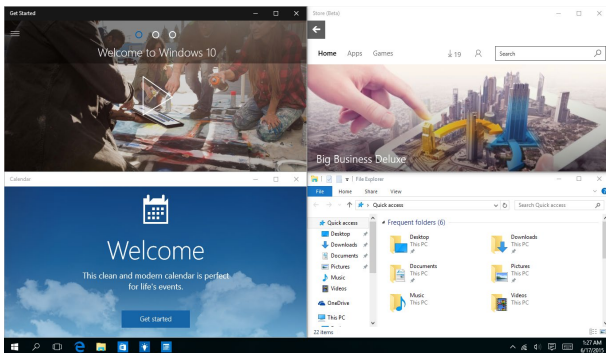 Get Started
Welcome to Windows 10
Store (Beta)
Home Apps Games 19 Search
Big Business Deluxe
Calendar
Welcome
This clean and modern calendar is perfect
for life's events.
Get started
File Explorer
File Home Share View
Quick access Search Quick access
Quick access
Desktop
Downloads
Documents
Pictures
Music
Videos
OneDrive
This PC
Frequent folders (6)
Desktop
This PC
Downloads
This PC
Documents
This PC
Pictures
This PC
Music
This PC
Videos
This PC
22 items
1:27 AM
6/17/2015